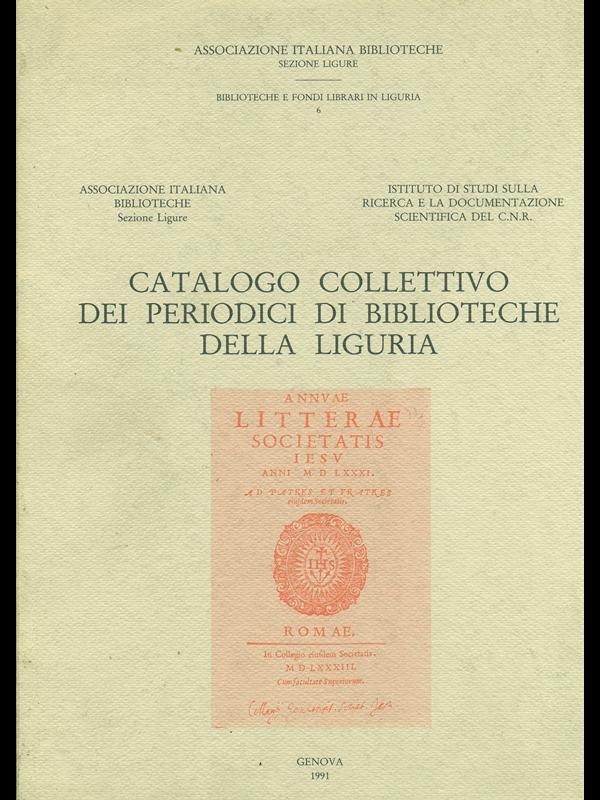 ASSOCIAZIONE ITALIANA BIBLIOTECHE
SEZIONE LIGURE
BIBLIOTECHE E FONDI LIBRARI IN LIGURIA
6
ASSOCIAZIONE ITALIANA
BIBLIOTECHE
Sezione Ligure
ISTITUTO DI STUDI SULLA
RICERCA E LA DOCUMENTAZIONE
SCIENTIFICA DEL C.N.R.
CATALOGO COLLETTIVO
DEI PERIODICI DI BIBLIOTECHE
DELLA LIGURIA
ANNVAE
LITTERAE
SOCIETATIS
IESV
ANNI M D LXXXI.
AD PATRES ET FRATRES
eiusdem Societatis.
IHS
ROMAE,
In Collegio eiusdem Societatis.
M D LXXXIII.
Cum facultate Superiorum.
GENOVA
1991